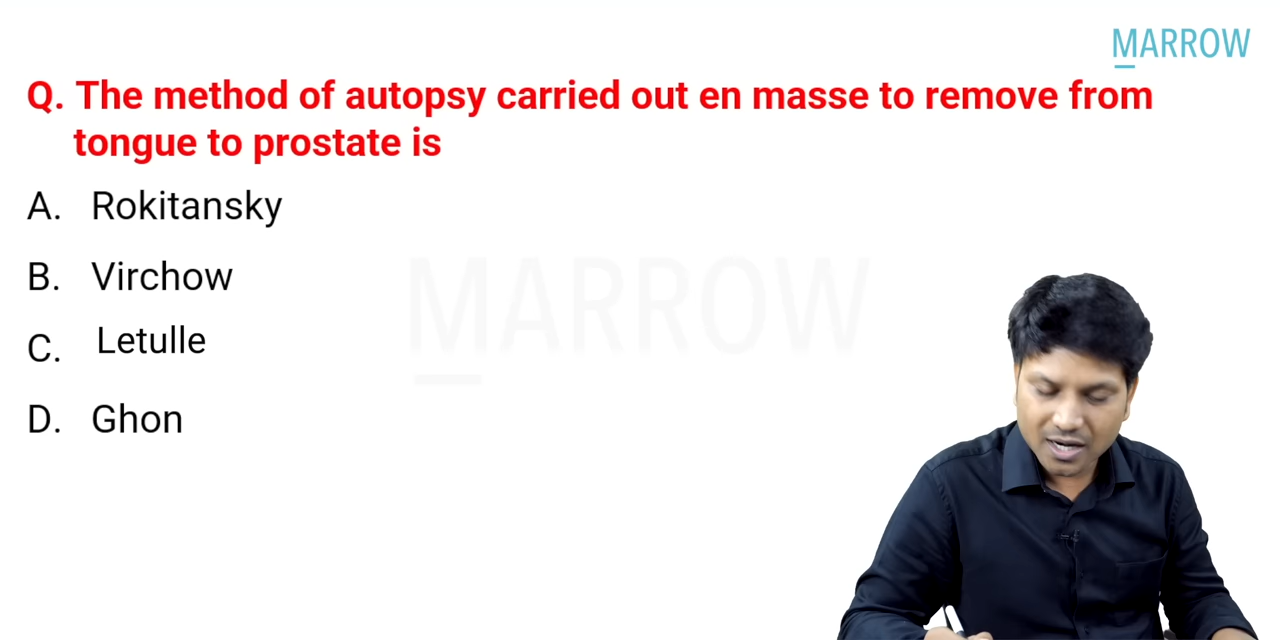 MARROW
Q. The method of autopsy carried out en masse to remove from
tongue to prostate is
A. Rokitansky
B. Virchow
MARROW
C. Letulle
D. Ghon